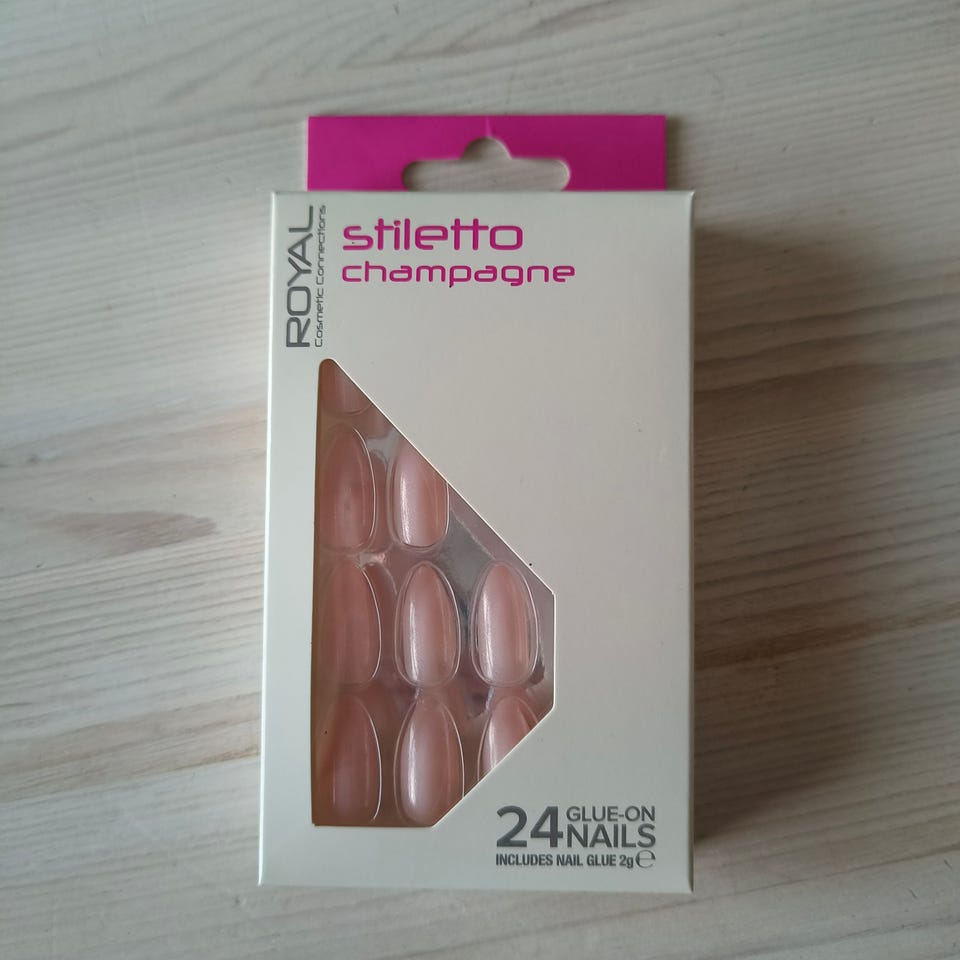 ROYAL
Cosmetic Connections
stiletto
champagne
24 GLUE-ON
NAILS
INCLUDES NAIL GLUE 2g ℮